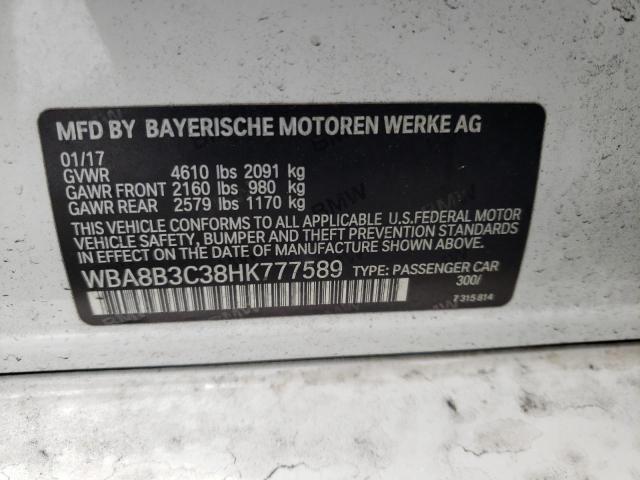 MFD BY BAYERISCHE MOTOREN WERKE AG
01/17
GVWR 4610 lbs 2091 kg
GAWR FRONT 2160 lbs 980 kg
GAWR REAR 2579 lbs 1170 kg
THIS VEHICLE CONFORMS TO ALL APPLICABLE U.S.FEDERAL MOTOR
VEHICLE SAFETY, BUMPER AND THEFT PREVENTION STANDARDS
IN EFFECT ON THE DATE OF MANUFACTURE SHOWN ABOVE.
WBA8B3C38HK777589 TYPE: PASSENGER CAR
300/
7 315 814